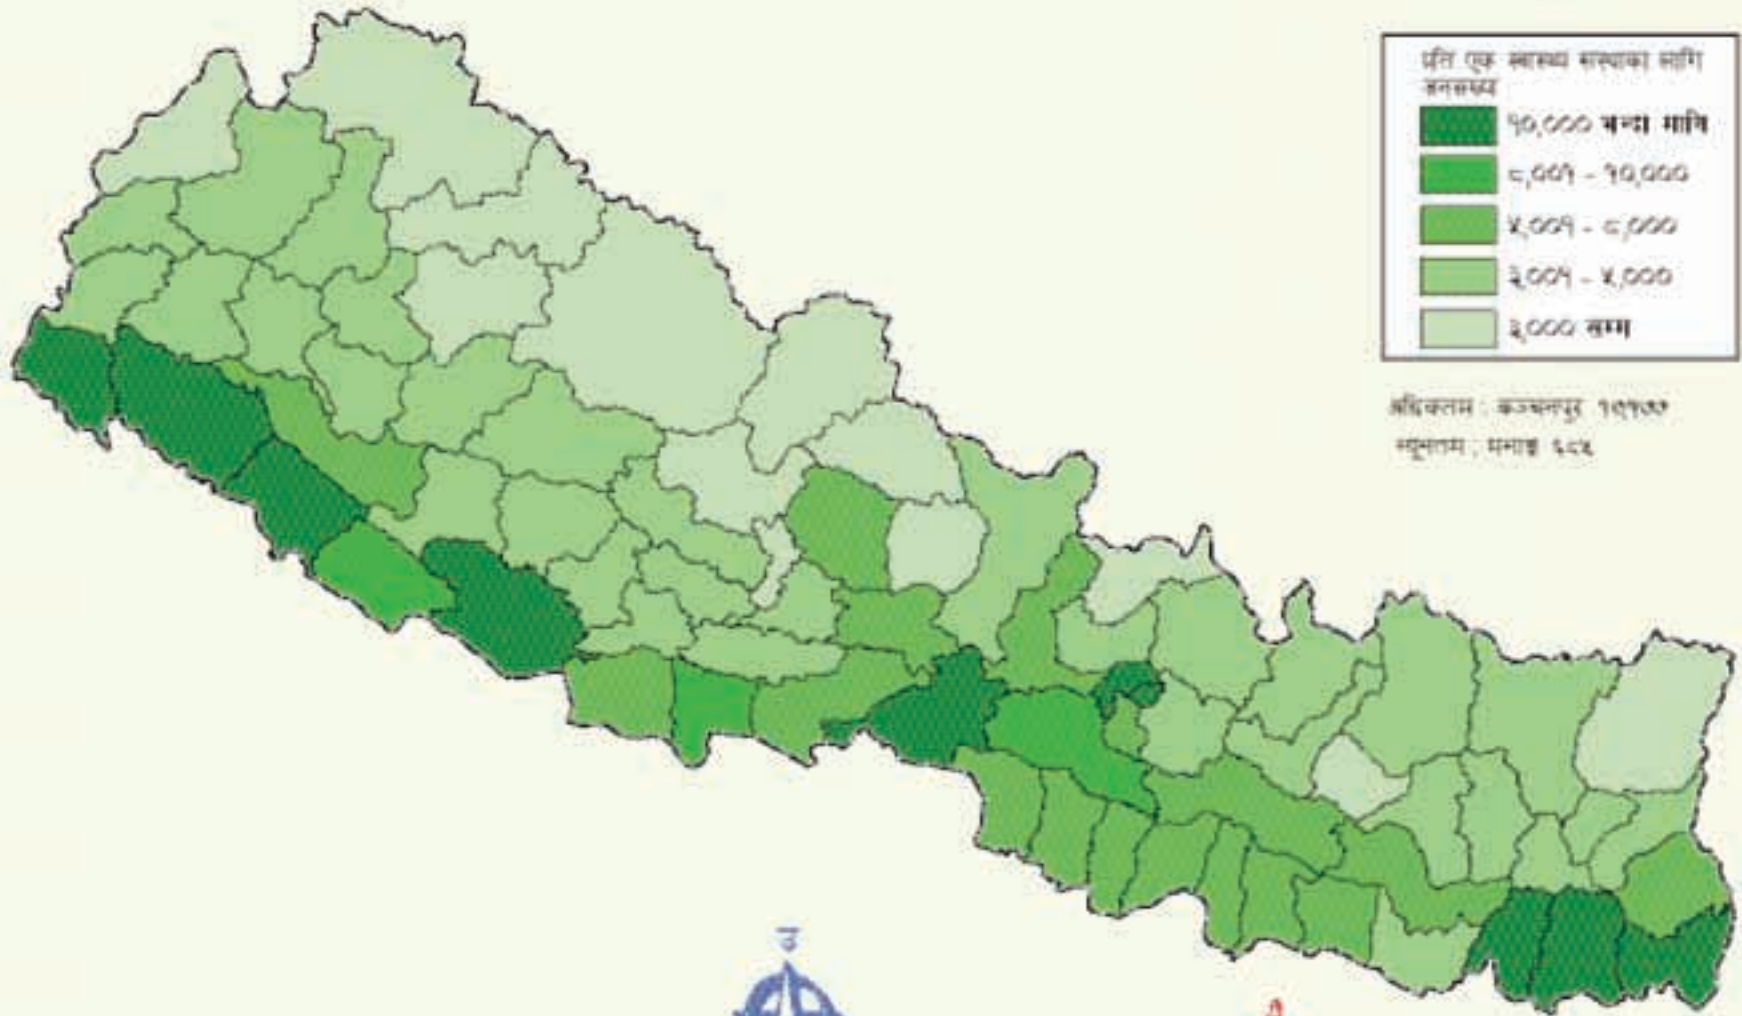 प्रति एक स्वास्थ्य संस्थाका लागि
जनसंख्या
१०,००० भन्दा माथि
८,००१ - १०,०००
५,००१ - ८,०००
३,००१ - ५,०००
३,००० सम्म
अधिकतम : कञ्चनपुर
न्यूनतम : मनाङ ६८५
उ